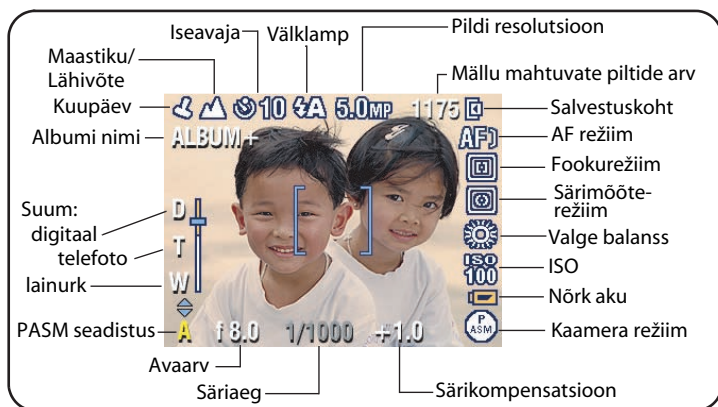 Iseavaja
Välklamp
Pildi resolutsioon
Maastiku/
Lähivõte
Mällu mahtuvate piltide arv
Kuupäev
10
A
5.0MP
1175
Salvestuskoht
Albumi nimi
ALBUM+
AF
AF režiim
Fookurežiim
Särimõõte-
režiim
Suum:
digitaal
D
telefoto
T
Valge balanss
lainurk
W
ISO
100
ISO
Nõrk aku
PASM seadistus
A
f 8.0
1/1000
+1.0
P
ASM
Kaamera režiim
Avaarv
Säriaeg
Särikompensatsioon